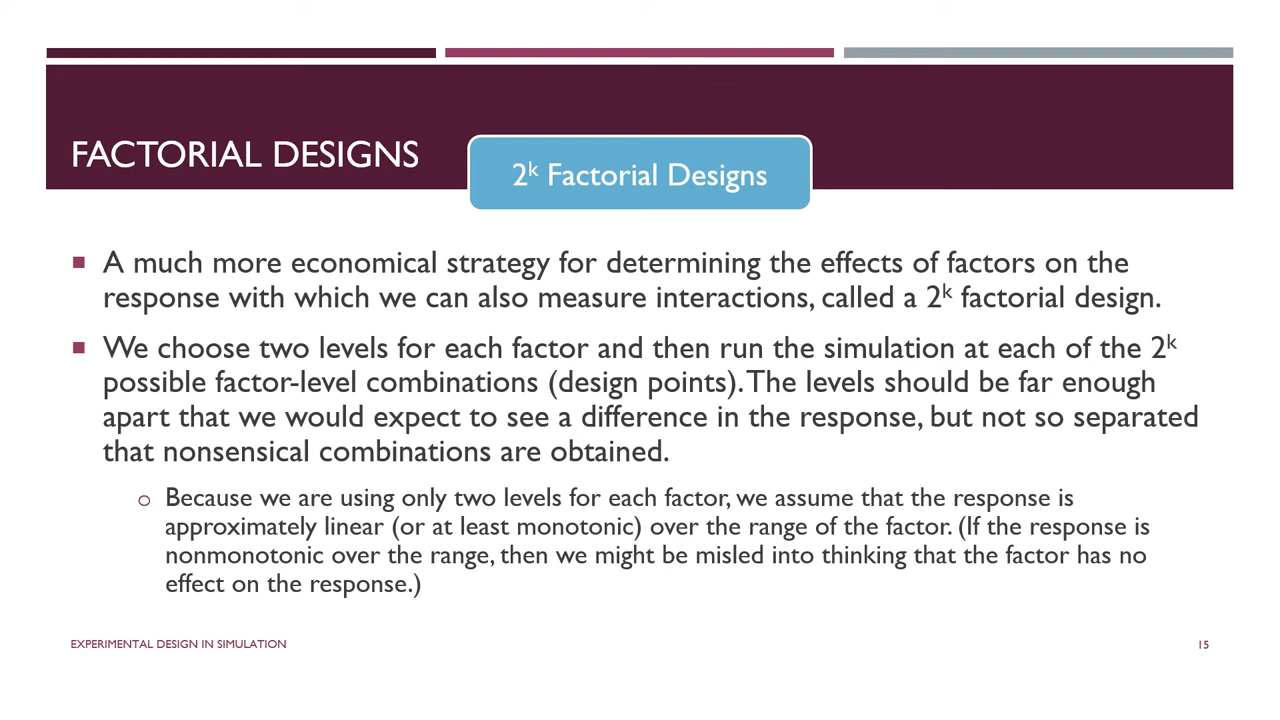 FACTORIAL DESIGNS
2ᵏ Factorial Designs
■ A much more economical strategy for determining the effects of factors on the
response with which we can also measure interactions, called a 2ᵏ factorial design.
■ We choose two levels for each factor and then run the simulation at each of the 2ᵏ
possible factor-level combinations (design points). The levels should be far enough
apart that we would expect to see a difference in the response, but not so separated
that nonsensical combinations are obtained.
o Because we are using only two levels for each factor, we assume that the response is
approximately linear (or at least monotonic) over the range of the factor. (If the response is
nonmonotonic over the range, then we might be misled into thinking that the factor has no
effect on the response.)
EXPERIMENTAL DESIGN IN SIMULATION
15